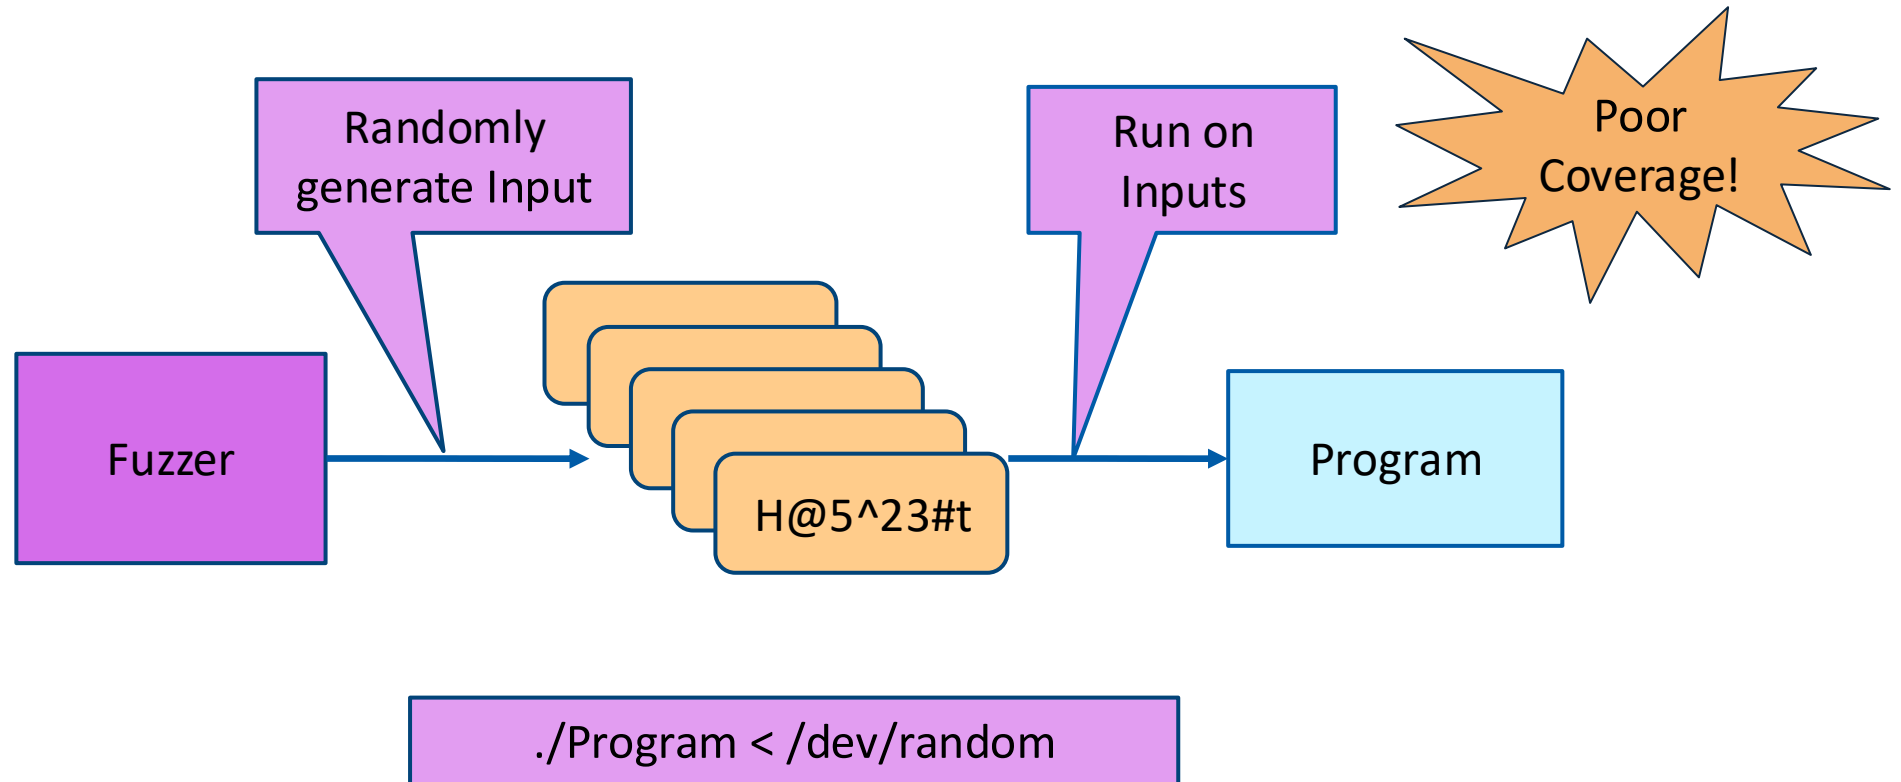 Randomly
generate Input
Run on
Inputs
Poor
Coverage!
Fuzzer
H@5^23#t
Program
./Program < /dev/random